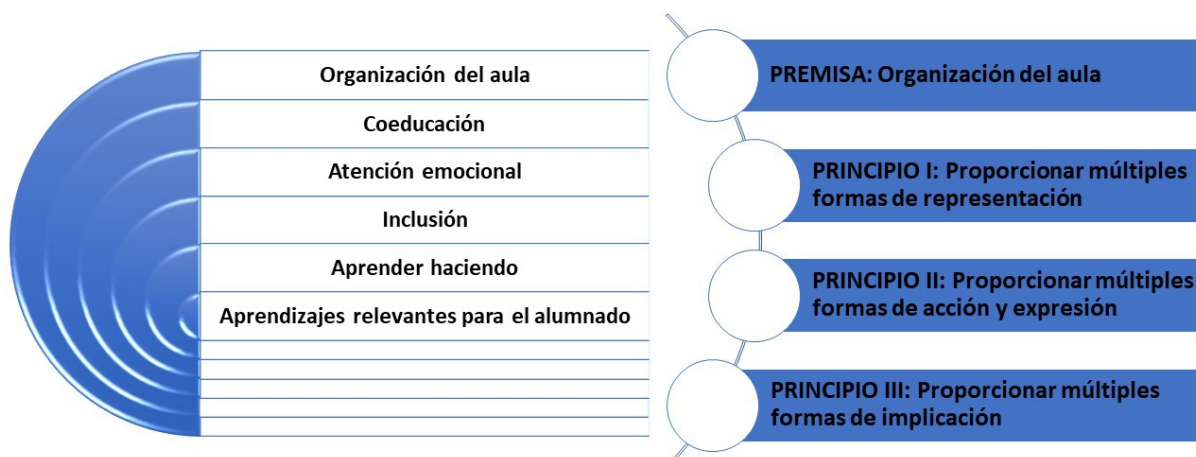 Organización del aula
Coeducación
Atención emocional
Inclusión
Aprender haciendo
Aprendizajes relevantes para el alumnado
PREMISA: Organización del aula
PRINCIPIO I: Proporcionar múltiples
formas de representación
PRINCIPIO II: Proporcionar múltiples
formas de acción y expresión
PRINCIPIO III: Proporcionar múltiples
formas de implicación